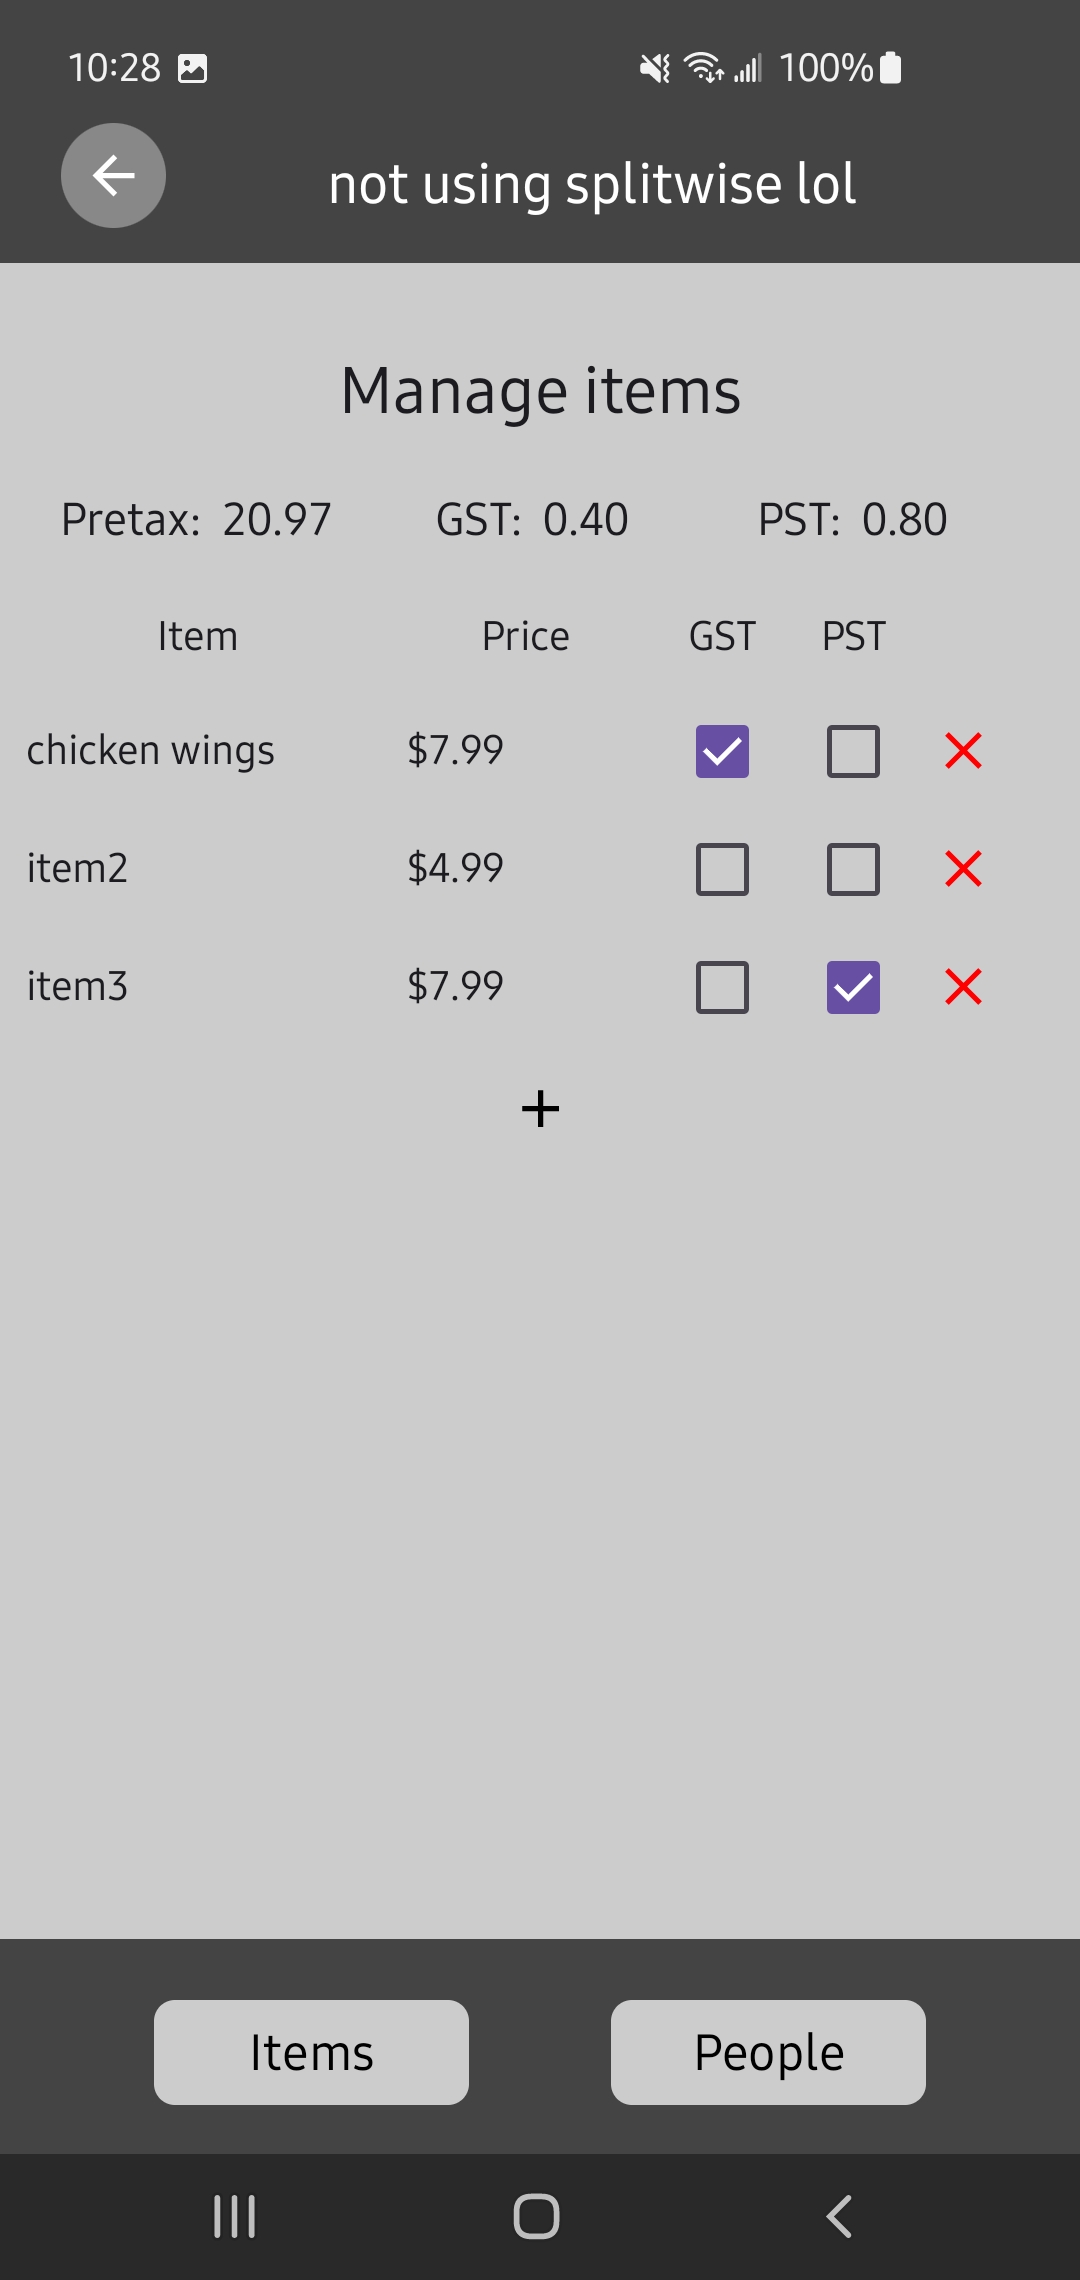 10:28 100%
not using splitwise lol
Manage items
Pretax: 20.97 GST: 0.40 PST: 0.80
Item Price GST PST
chicken wings $7.99
item2 $4.99
item3 $7.99
+
Items People